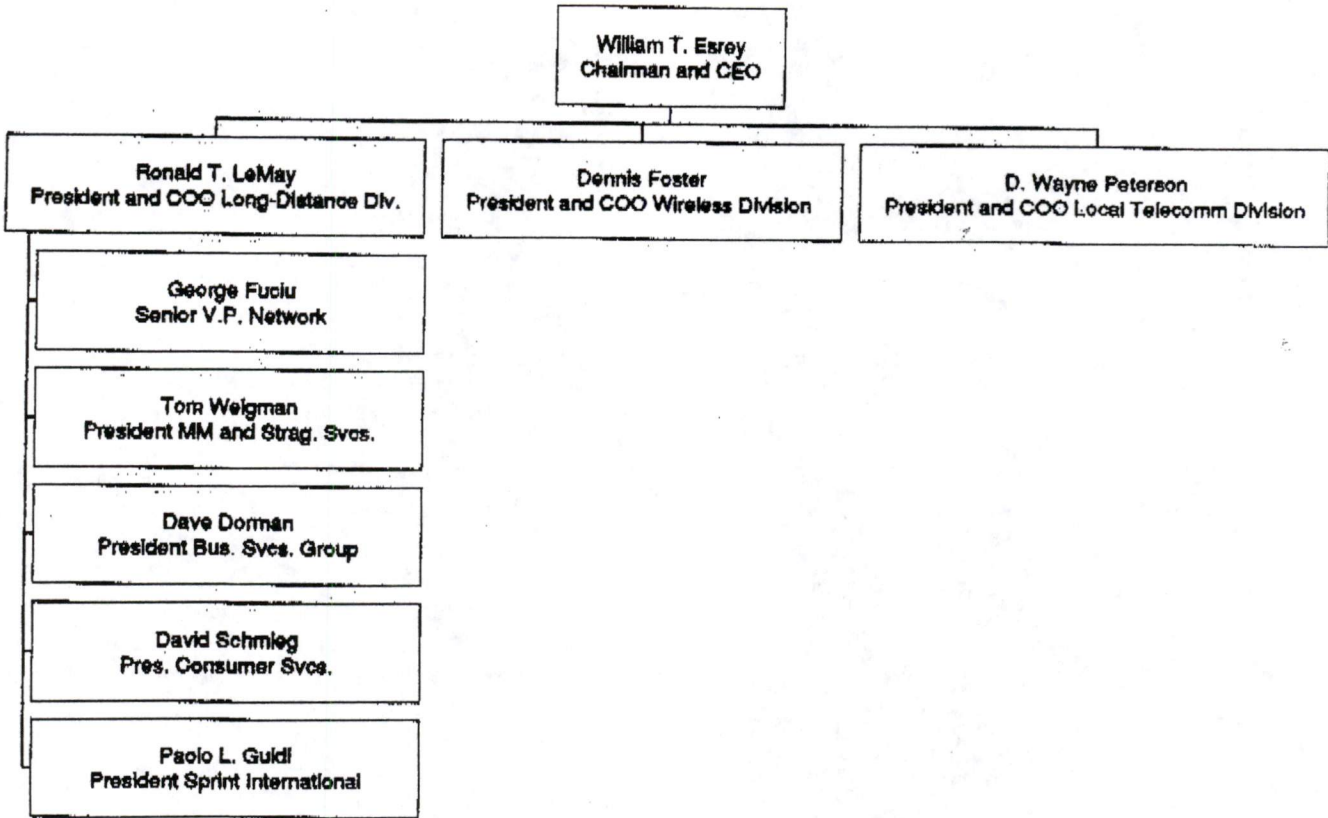 William T. Esrey
Chairman and CEO
Ronald T. LeMay
President and COO Long-Distance Div.
Dennis Foster
President and COO Wireless Division
D. Wayne Peterson
President and COO Local Telecomm Division
George Fuciu
Senior V.P. Network
Tom Weigman
President MM and Strag. Svcs.
Dave Dorman
President Bus. Svcs. Group
David Schmieg
Pres. Consumer Svcs.
Paolo L. Guidi
President Sprint International